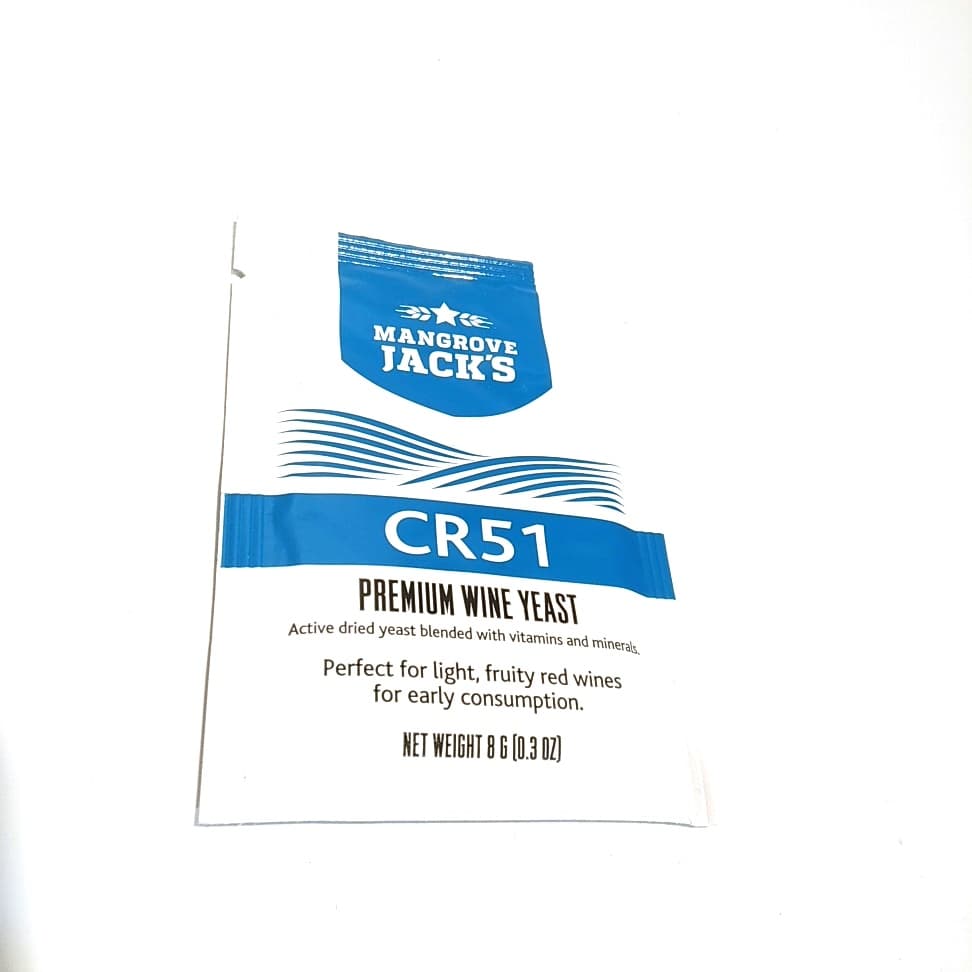 MANGROVE
JACK'S
CR51
PREMIUM WINE YEAST
Active dried yeast blended with vitamins and minerals.
Perfect for light, fruity red wines
for early consumption.
NET WEIGHT 8 G (0.3 OZ)